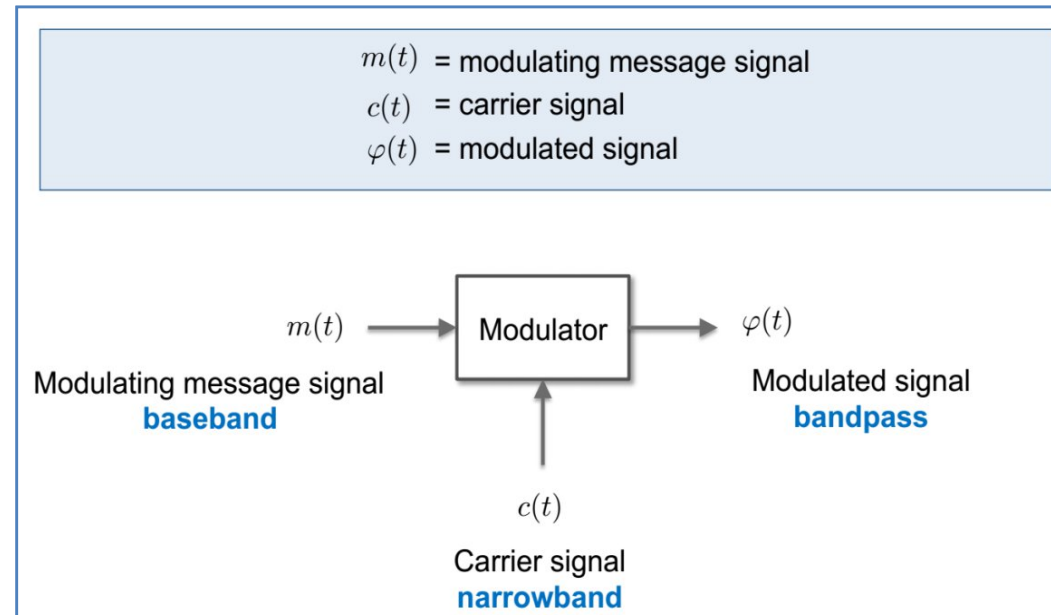 m(t) = modulating message signal
c(t) = carrier signal
φ(t) = modulated signal
m(t)
Modulator
φ(t)
Modulating message signal
baseband
Modulated signal
bandpass
c(t)
Carrier signal
narrowband